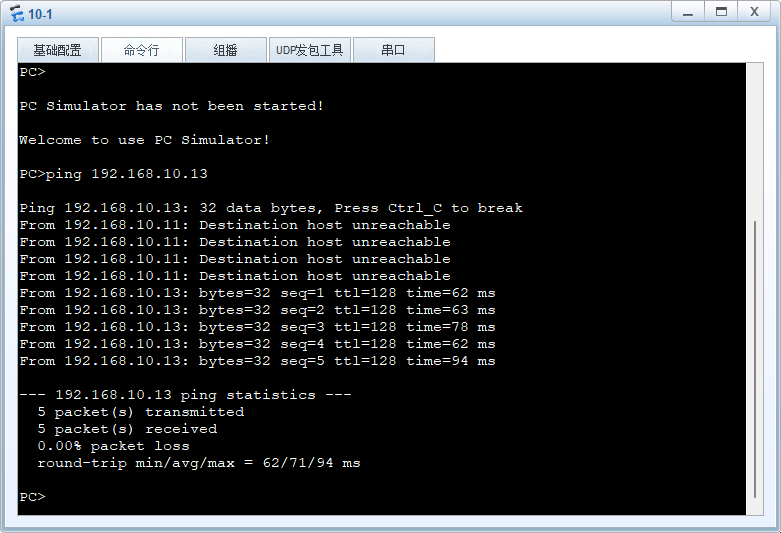 10-1
基础配置 命令行 组播 UDP发包工具 串口
PC>
PC Simulator has not been started!
Welcome to use PC Simulator!
PC>ping 192.168.10.13
Ping 192.168.10.13: 32 data bytes, Press Ctrl_C to break
From 192.168.10.11: Destination host unreachable
From 192.168.10.11: Destination host unreachable
From 192.168.10.11: Destination host unreachable
From 192.168.10.11: Destination host unreachable
From 192.168.10.13: bytes=32 seq=1 ttl=128 time=62 ms
From 192.168.10.13: bytes=32 seq=2 ttl=128 time=63 ms
From 192.168.10.13: bytes=32 seq=3 ttl=128 time=78 ms
From 192.168.10.13: bytes=32 seq=4 ttl=128 time=62 ms
From 192.168.10.13: bytes=32 seq=5 ttl=128 time=94 ms
--- 192.168.10.13 ping statistics ---
5 packet(s) transmitted
5 packet(s) received
0.00% packet loss
round-trip min/avg/max = 62/71/94 ms
PC>